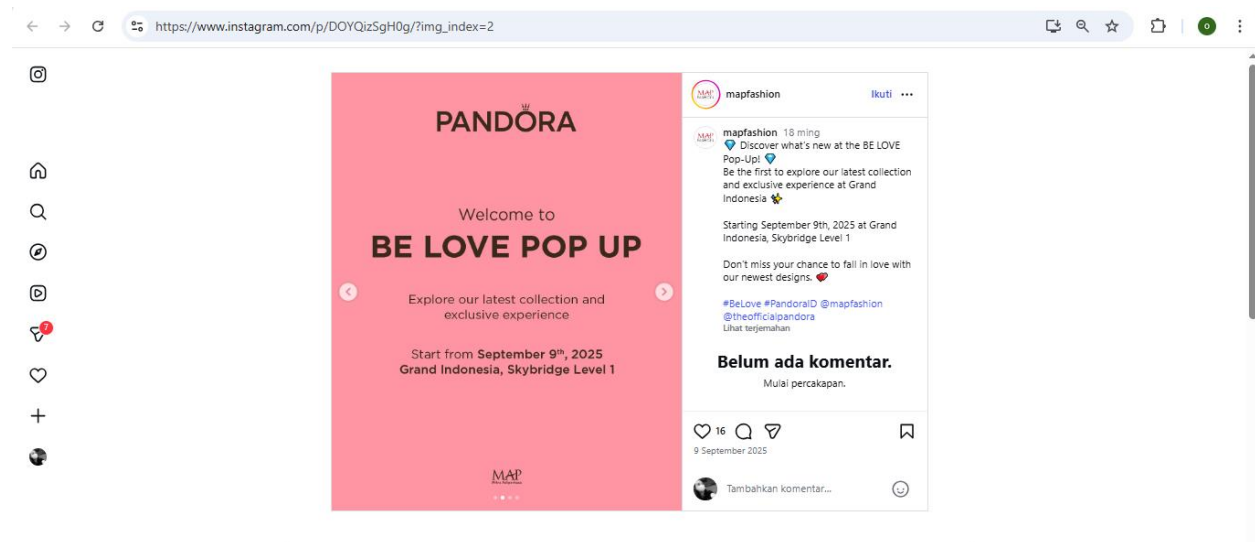 https://www.instagram.com/p/DOYQizSgH0g/?img_index=2
O
7
PANDORA
Welcome to
BE LOVE POP UP
Explore our latest collection and
exclusive experience
Start from September 9th, 2025
Grand Indonesia, Skybridge Level 1
MAP
mapfashion
Ikuti
mapfashion 18 ming
💎 Discover what's new at the BE LOVE
Pop-Up! 💎
Be the first to explore our latest collection
and exclusive experience at Grand
Indonesia ✨
Starting September 9th, 2025 at Grand
Indonesia, Skybridge Level 1
Don't miss your chance to fall in love with
our newest designs. ❤️
#BeLove #PandoraID @mapfashion
@theofficialpandora
Lihat terjemahan
Belum ada komentar.
Mulai percakapan.
16
9 September 2025
Tambahkan komentar...